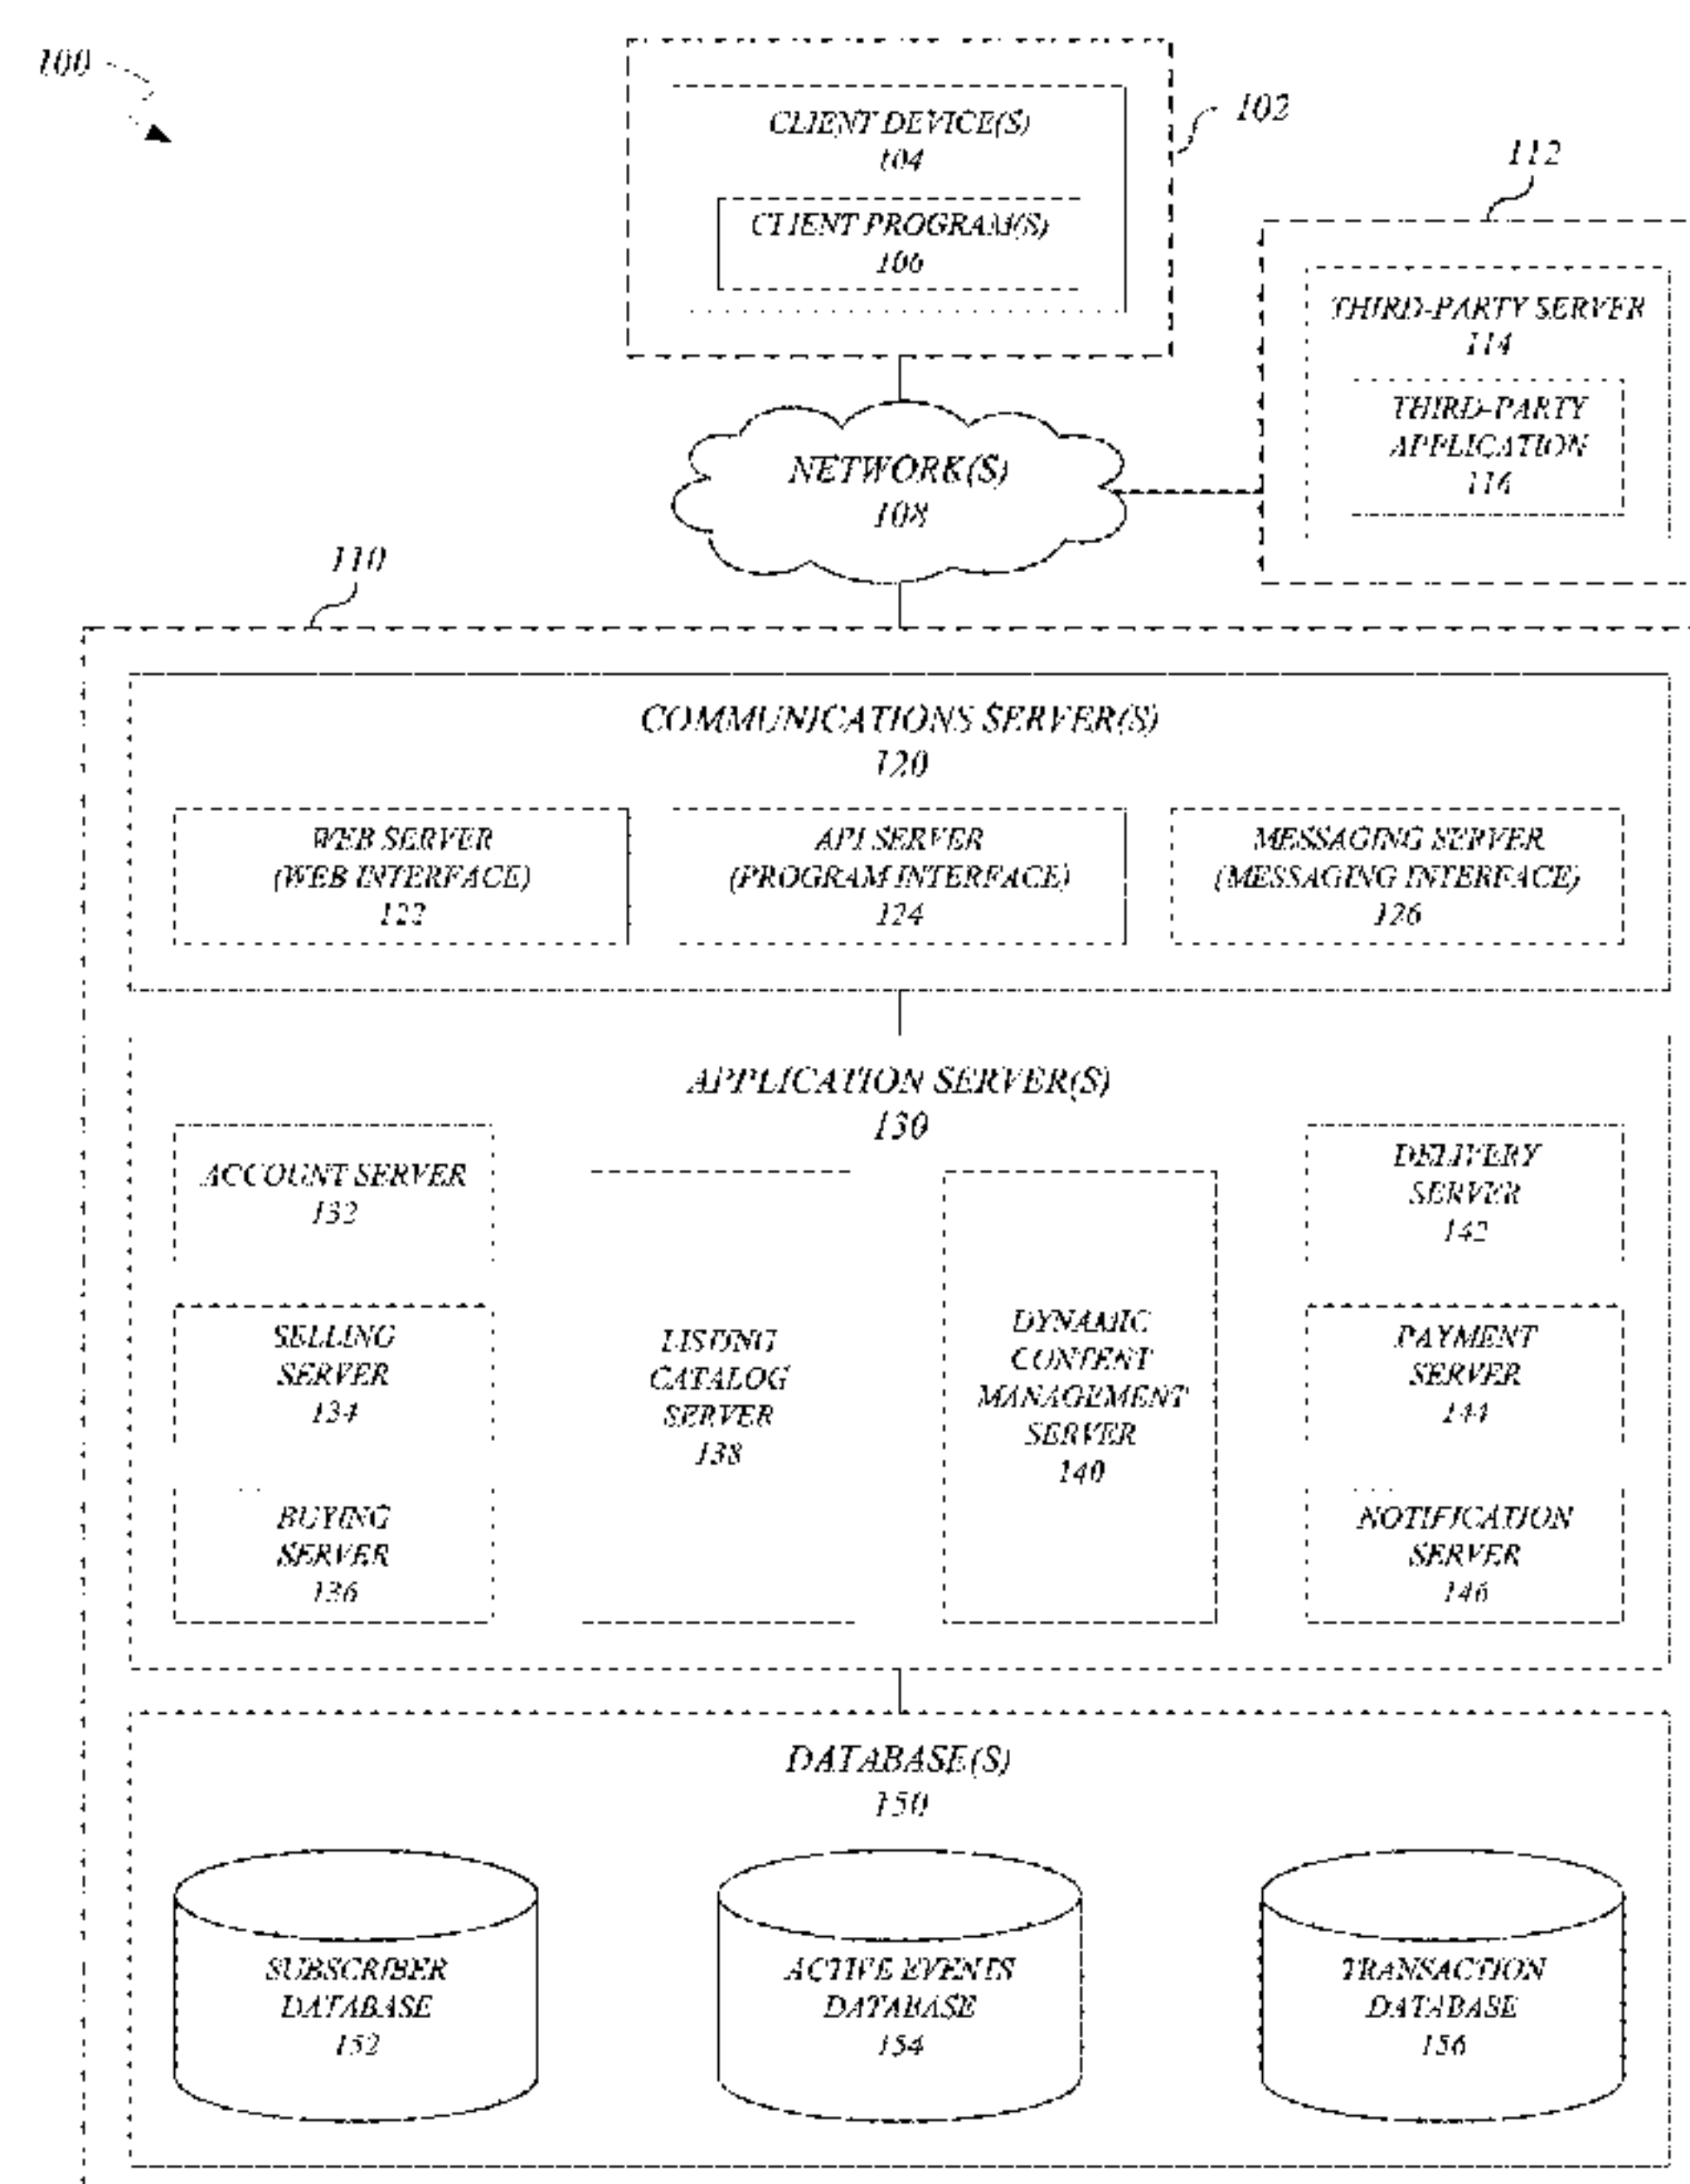 100
102
CLIENT DEVICE(S)
104
CLIENT PROGRAM(S)
106
112
THIRD-PARTY SERVER
114
THIRD-PARTY
APPLICATION
116
NETWORK(S)
108
110
COMMUNICATIONS SERVER(S)
120
WEB SERVER
(WEB INTERFACE)
122
API SERVER
(PROGRAM INTERFACE)
124
MESSAGING SERVER
(MESSAGING INTERFACE)
126
APPLICATION SERVER(S)
130
ACCOUNT SERVER
132
SELLING
SERVER
134
BUYING
SERVER
136
LISTING
CATALOG
SERVER
138
DYNAMIC
CONTENT
MANAGEMENT
SERVER
140
DELIVERY
SERVER
142
PAYMENT
SERVER
144
NOTIFICATION
SERVER
146
DATABASE(S)
150
SUBSCRIBER
DATABASE
152
ACTIVE EVENTS
DATABASE
154
TRANSACTION
DATABASE
156